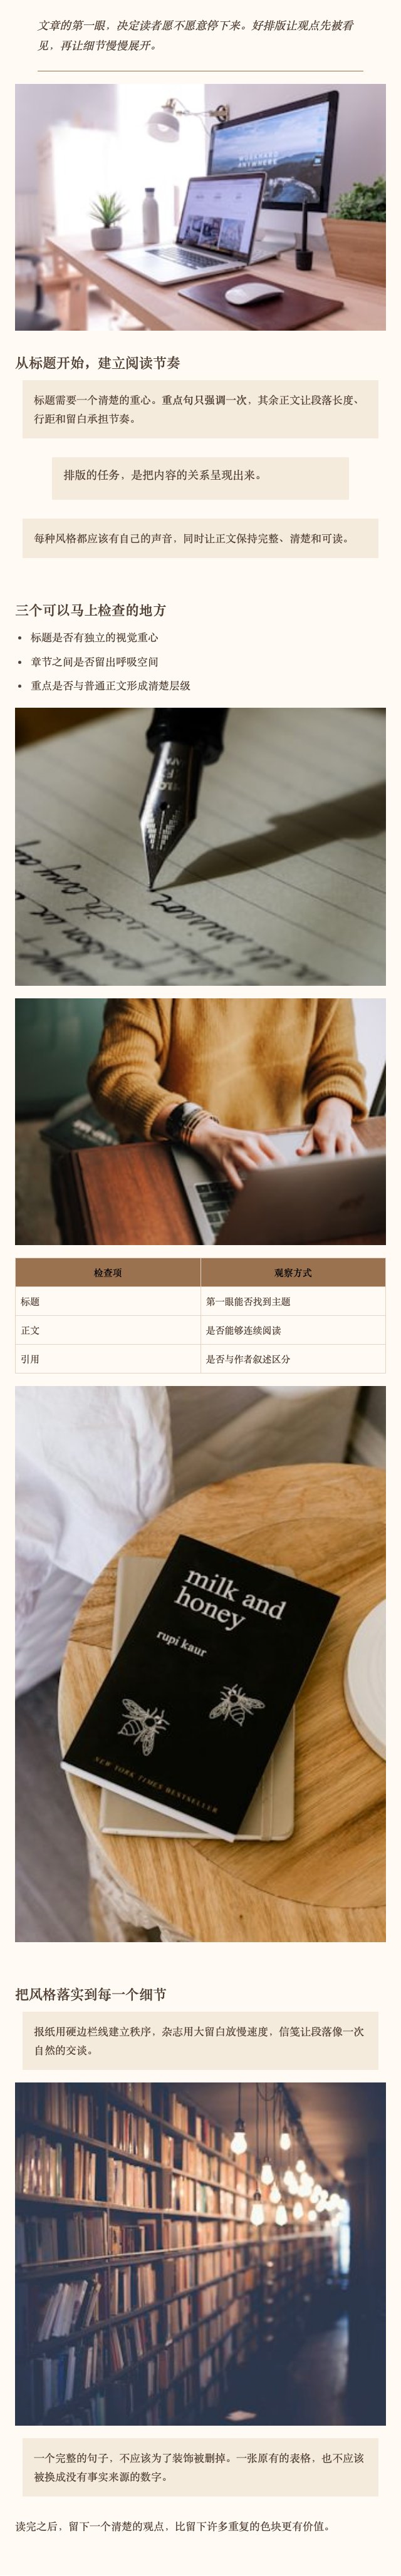 文章的第一眼，决定读者愿不愿意停下来。好排版让观点先被看
见，再让细节慢慢展开。
从标题开始，建立阅读节奏
标题需要一个清楚的重心。重点句只强调一次，其余正文让段落长度、
行距和留白承担节奏。
排版的任务，是把内容的关系呈现出来。
每种风格都应该有自己的声音，同时让正文保持完整、清楚和可读。
三个可以马上检查的地方
• 标题是否有独立的视觉重心
• 章节之间是否留出呼吸空间
• 重点是否与普通正文形成清楚层级
检查项 观察方式
标题 第一眼能否找到主题
正文 是否能够连续阅读
引用 是否与作者叙述区分
milk and
honey
rupi kaur
NEW YORK TIMES BESTSELLER
把风格落实到每一个细节
报纸用硬边栏线建立秩序，杂志用大留白放慢速度，信笺让段落像一次
自然的交谈。
一个完整的句子，不应该为了装饰被删掉。一张原有的表格，也不应该
被换成没有事实来源的数字。
读完之后，留下一个清楚的观点，比留下许多重复的色块更有价值。